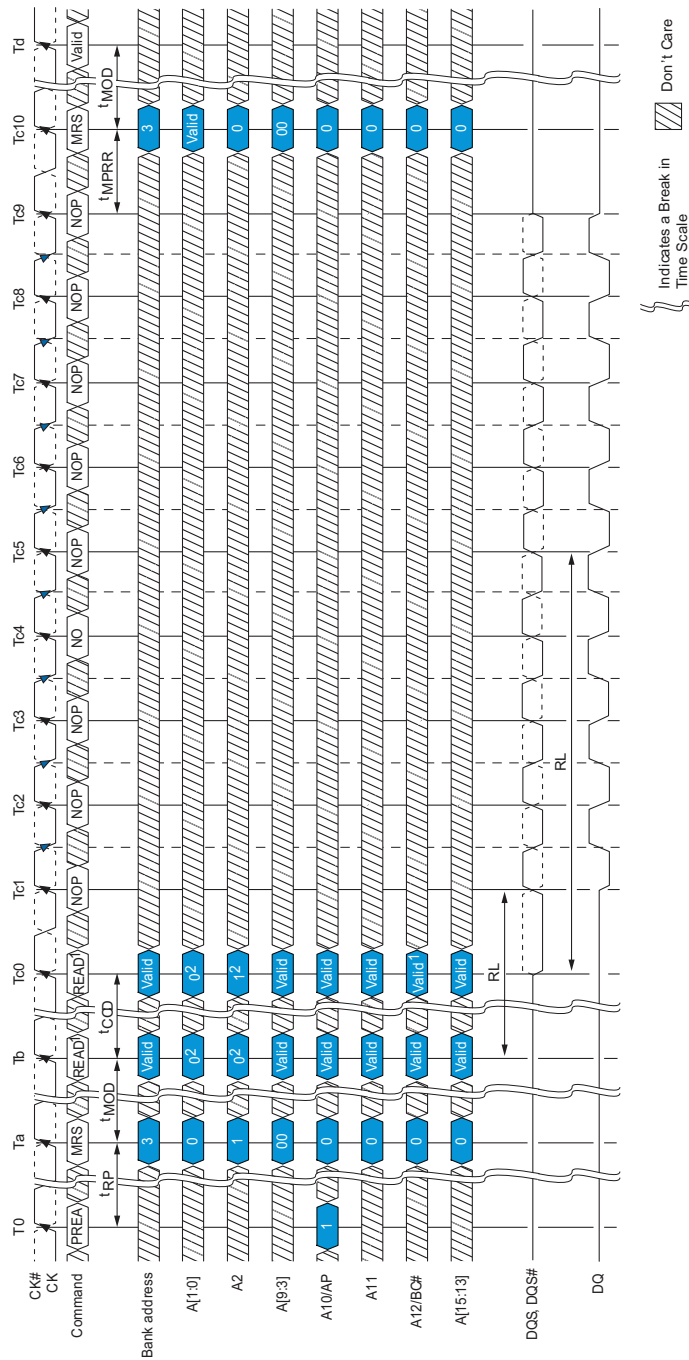 T0 Ta Tb Tc0 Tc1 Tc2 Tc3 Tc4 Tc5 Tc6 Tc7 Tc8 Tc9 Tc10 Td
CK#
CK
Command PREA MRS READ1 READ1 NOP NOP NOP NO NOP NOP NOP NOP NOP MRS Valid
tRP tMOD tCCD tMPRR tMOD
Bank address 3 Valid Valid 3
A[1:0] 0 0² 0² Valid
A2 1 0² 1² 0
A[9:3] 00 Valid Valid 00
A10/AP 1 0 Valid Valid 0
A11 0 Valid Valid 0
A12/BC# 0 Valid Valid 1 0
A[15:13] 0 Valid Valid 0
RL
DQS, DQS#
RL
DQ
Indicates a Break in
Time Scale
Don't Care